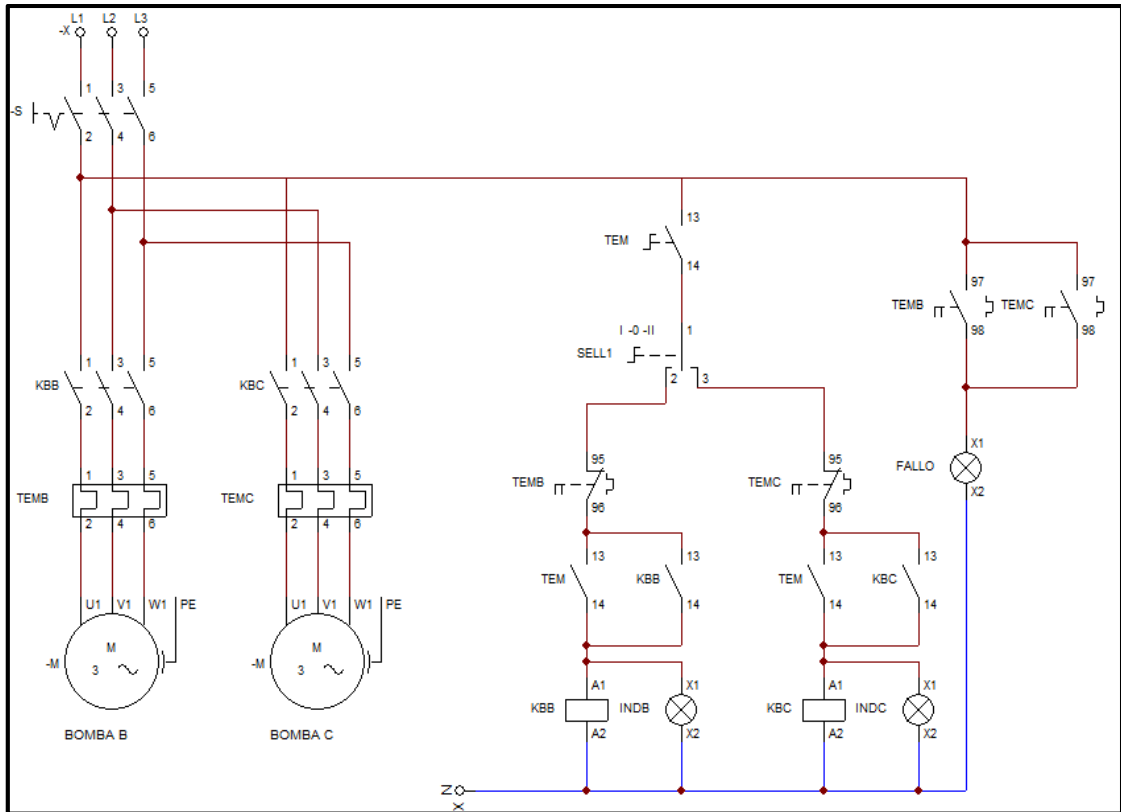 L1 L2 L3
-X
1 3 5
-S
2 4 6
13
TEM
14
97 97
TEMB TEMC
98 98
I -0 -II
1
SELL1
2 3
1 3 5 1 3 5
KBB KBC
2 4 6 2 4 6
95 95
TEMB TEMC
96 96
X1
FALLO
X2
1 3 5 1 3 5
TEMB TEMC
2 4 6 2 4 6
13 13 13 13
TEM KBB TEM KBC
14 14 14 14
U1 V1 W1 PE U1 V1 W1 PE
M M
-M 3 -M 3
A1 X1 A1 X1
KBB INDB KBC INDC
A2 X2 A2 X2
BOMBA B BOMBA C
N
X